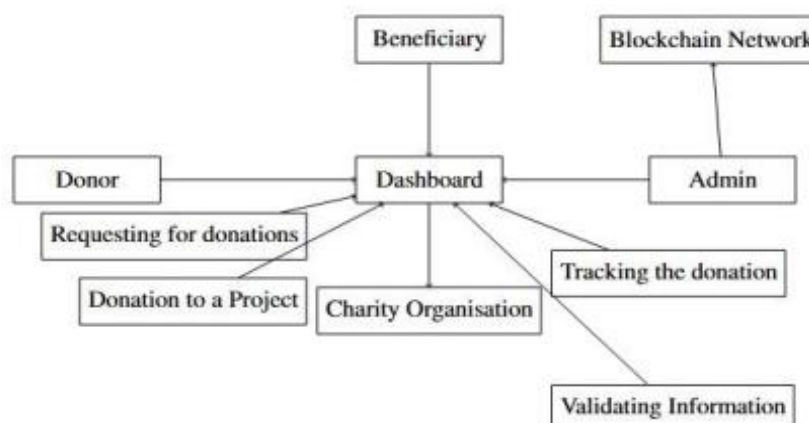 Beneficiary
Blockchain Network
Donor
Dashboard
Admin
Requesting for donations
Tracking the donation
Donation to a Project
Charity Organisation
Validating Information